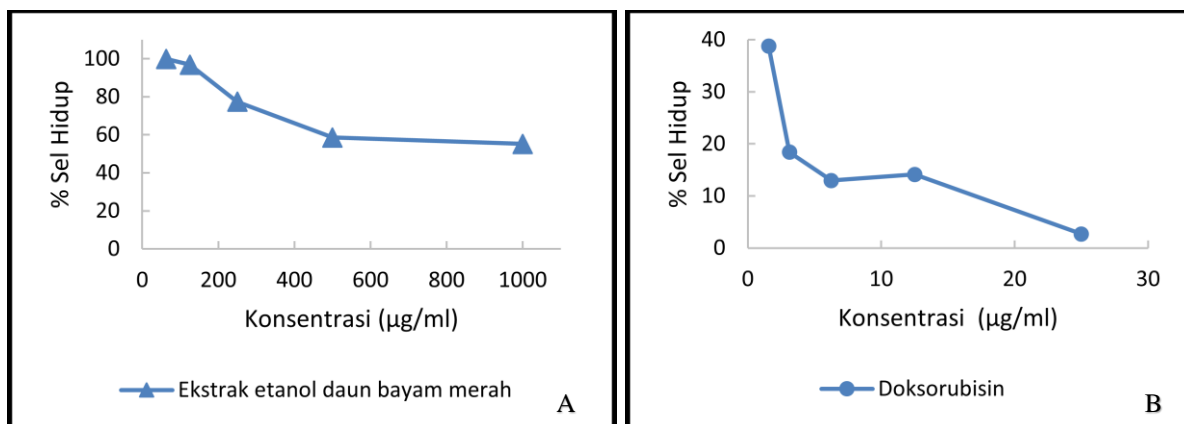 100
80
60
40
20
0
% Sel Hidup
0 200 400 600 800 1000
Konsentrasi (µg/ml)
Ekstrak etanol daun bayam merah
A
40
30
20
10
0
% Sel Hidup
0 10 20 30
Konsentrasi (µg/ml)
Doksorubisin
B